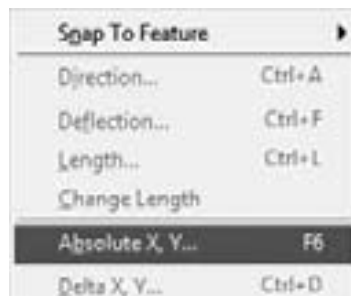 Snap To Feature
Direction... Ctrl+A
Deflection... Ctrl+F
Length... Ctrl+L
Change Length
Absolute X, Y... F6
Delta X, Y... Ctrl+D